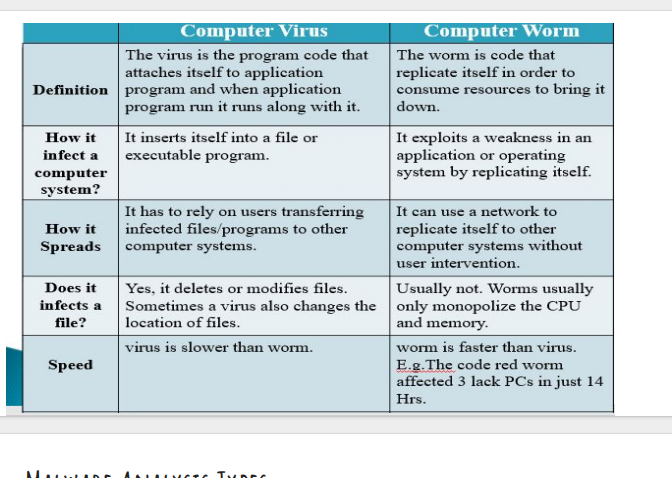 Computer Virus Computer Worm
Definition
The virus is the program code that
attaches itself to application
program and when application
program run it runs along with it.
The worm is code that
replicate itself in order to
consume resources to bring it
down.
How it
infect a
computer
system?
It inserts itself into a file or
executable program.
It exploits a weakness in an
application or operating
system by replicating itself.
How it
Spreads
It has to rely on users transferring
infected files/programs to other
computer systems.
It can use a network to
replicate itself to other
computer systems without
user intervention.
Does it
infects a
file?
Yes, it deletes or modifies files.
Sometimes a virus also changes the
location of files.
Usually not. Worms usually
only monopolize the CPU
and memory.
Speed
virus is slower than worm.
worm is faster than virus.
E.g.The code red worm
affected 3 lack PCs in just 14
Hrs.
MALWARE ANALYSIS TYPES